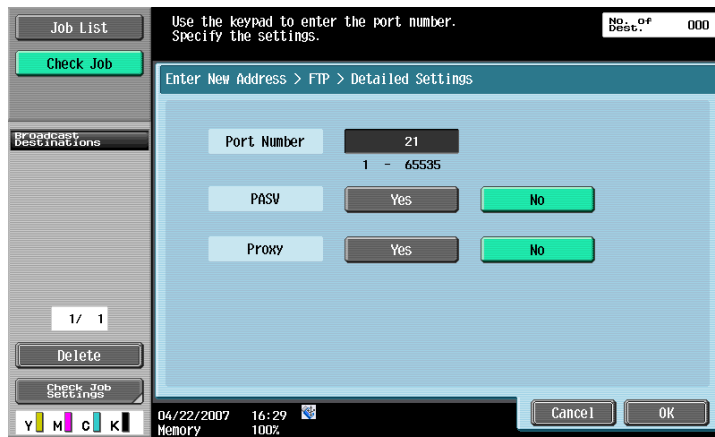 Job List
Check Job
Broadcast
Destinations
1/ 1
Delete
Check Job
Settings
Y M C K
Use the keypad to enter the port number.
Specify the settings.
No. of
Dest. 000
Enter New Address > FTP > Detailed Settings
Port Number 21
1 - 65535
PASV Yes No
Proxy Yes No
04/22/2007 16:29
Memory 100%
Cancel OK